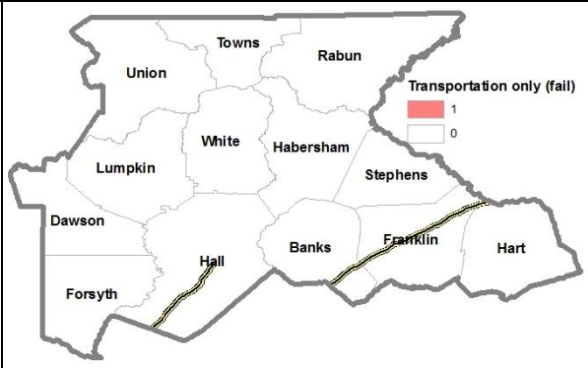 Towns
Rabun
Union
Transportation only (fail)
1
0
White
Habersham
Lumpkin
Stephens
Dawson
Franklin
Banks
Hart
Hall
Forsyth